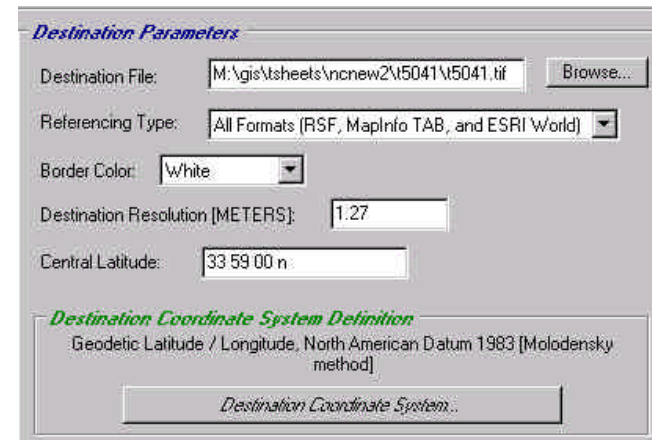 Destination Parameters
Destination File: M:\gis\tsheets\ncnew2\t5041\t5041.tif Browse...
Referencing Type: All Formats (RSF, MapInfo TAB, and ESRI World)
Border Color: White
Destination Resolution [METERS]: 1.27
Central Latitude: 33 59 00 n
Destination Coordinate System Definition
Geodetic Latitude / Longitude, North American Datum 1983 [Molodensky
method]
Destination Coordinate System...